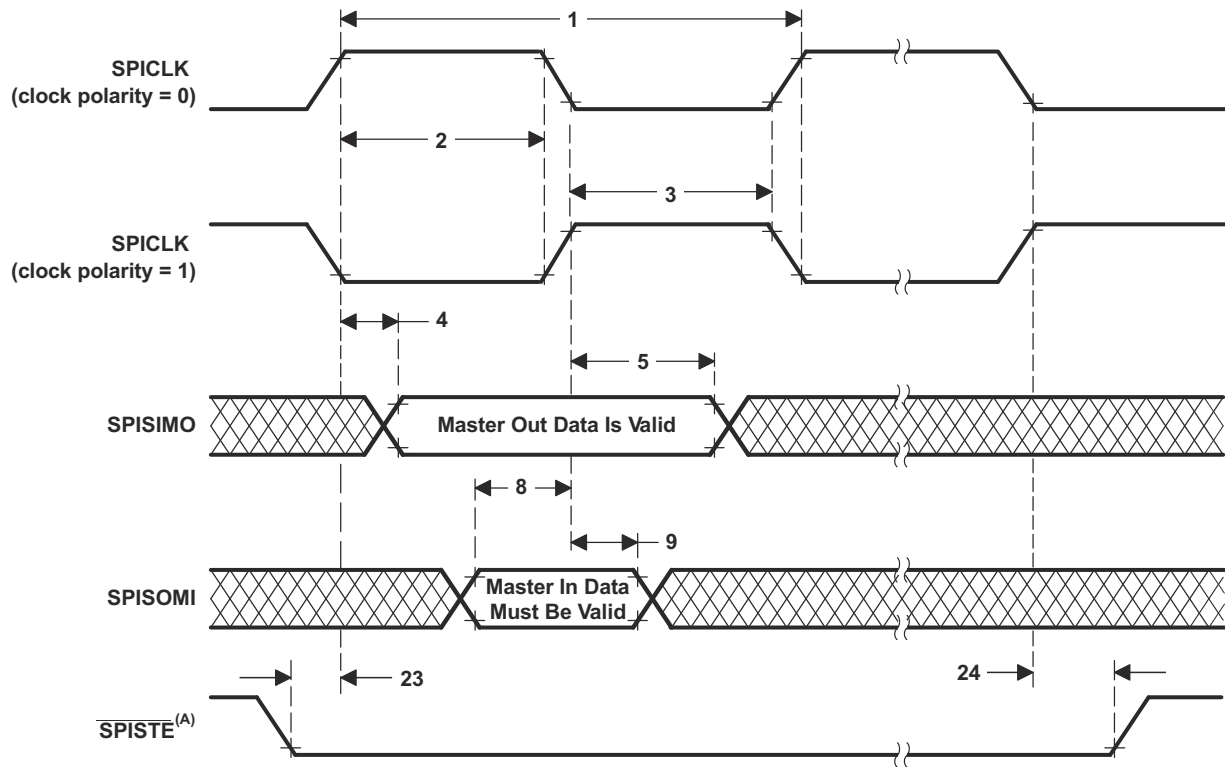 1
SPICLK
(clock polarity = 0)
2
3
SPICLK
(clock polarity = 1)
4
5
SPISIMO
Master Out Data Is Valid
8
9
SPISOMI
Master In Data
Must Be Valid
23
24
SPISTE(A)